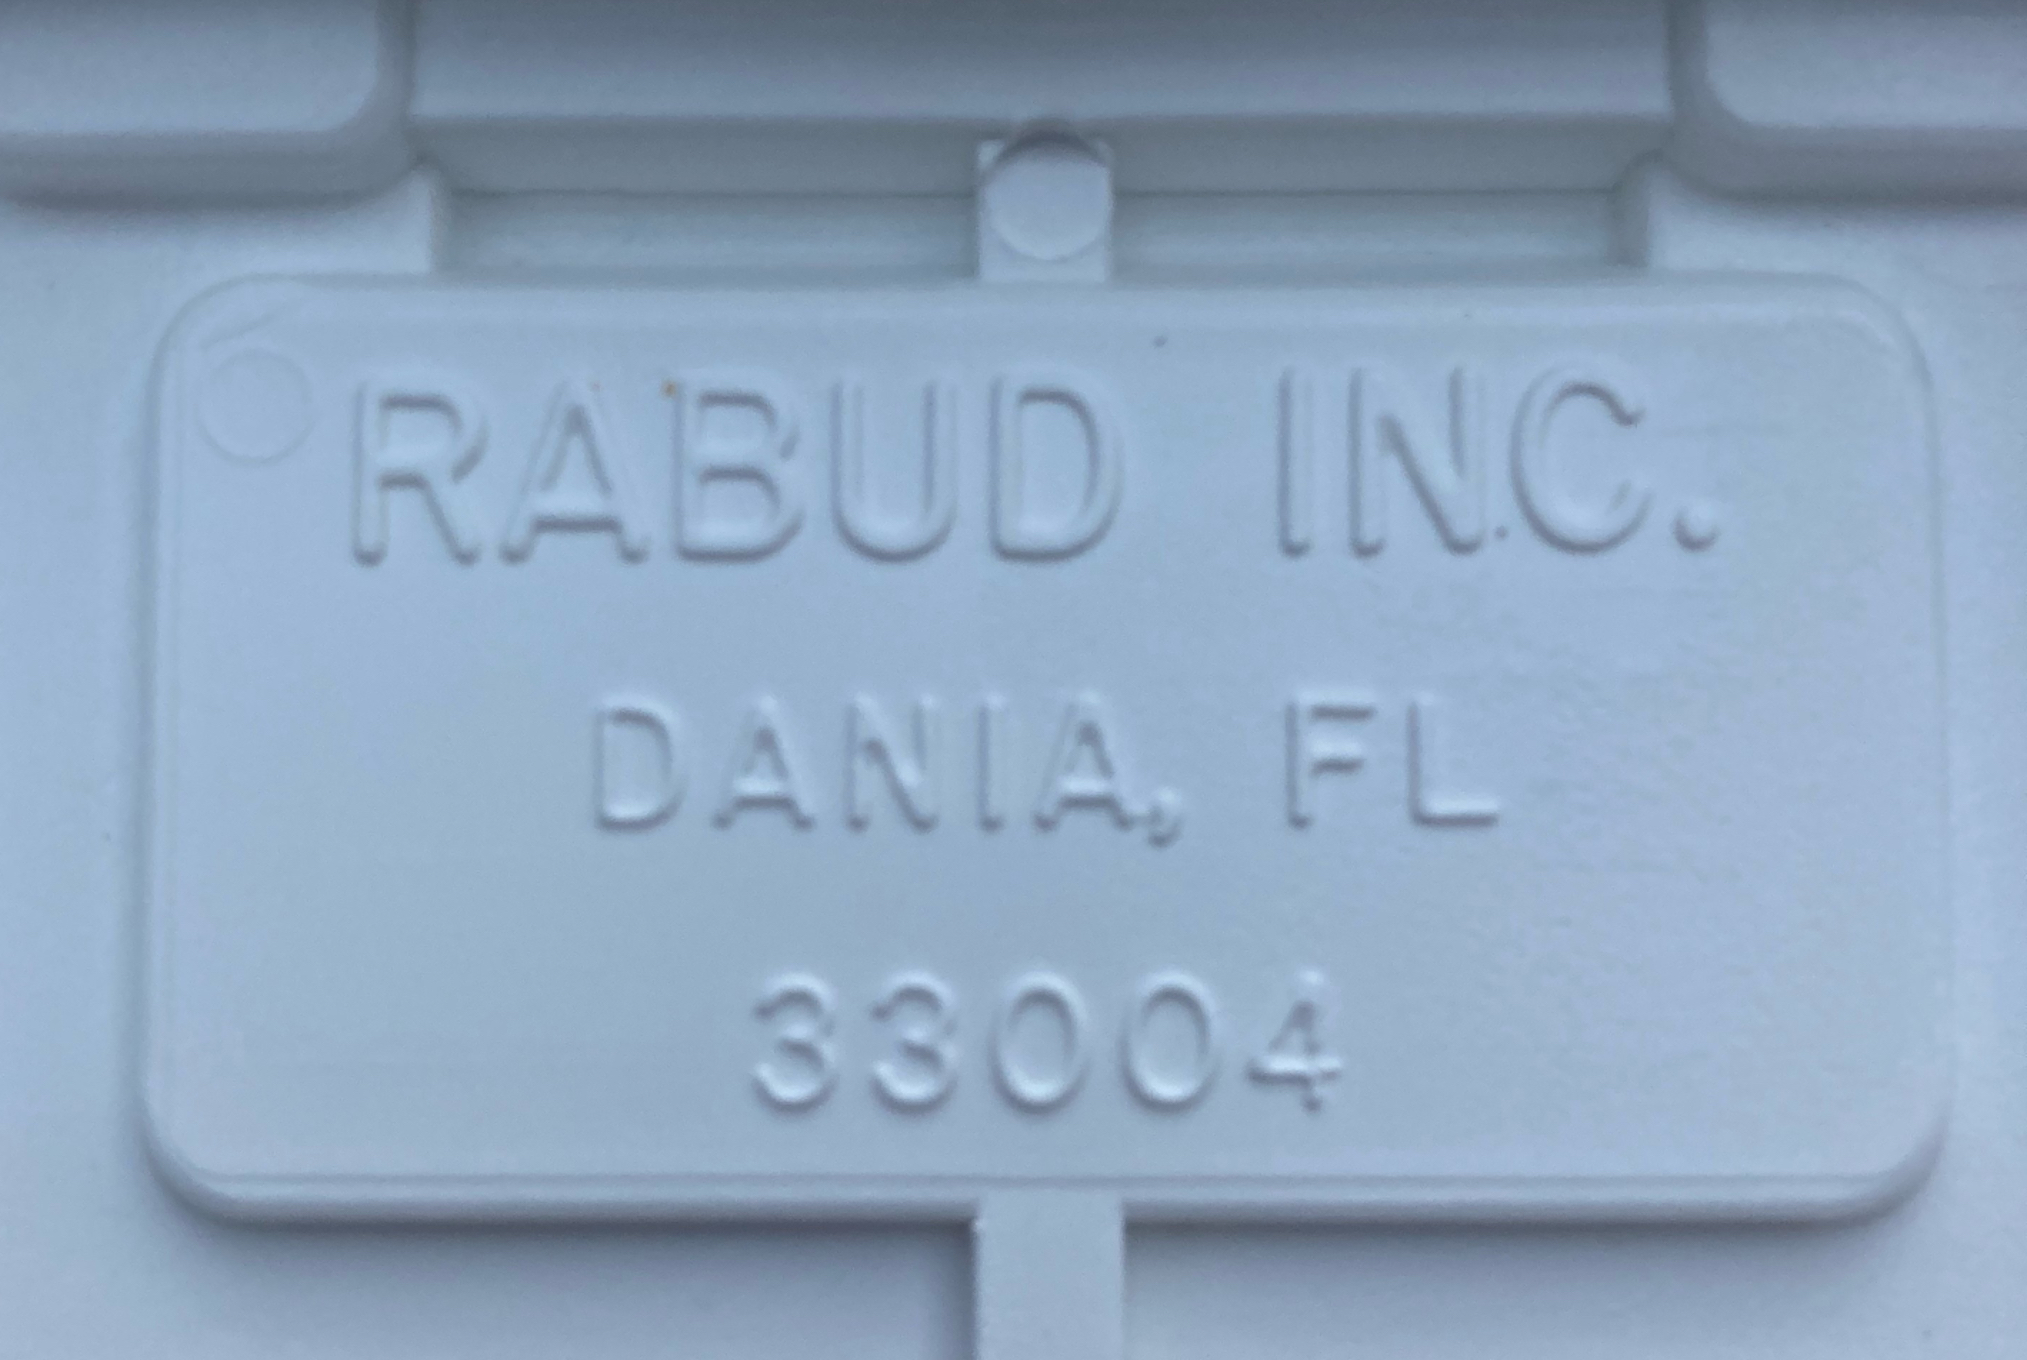 RABUD INC.
DANIA, FL
33004